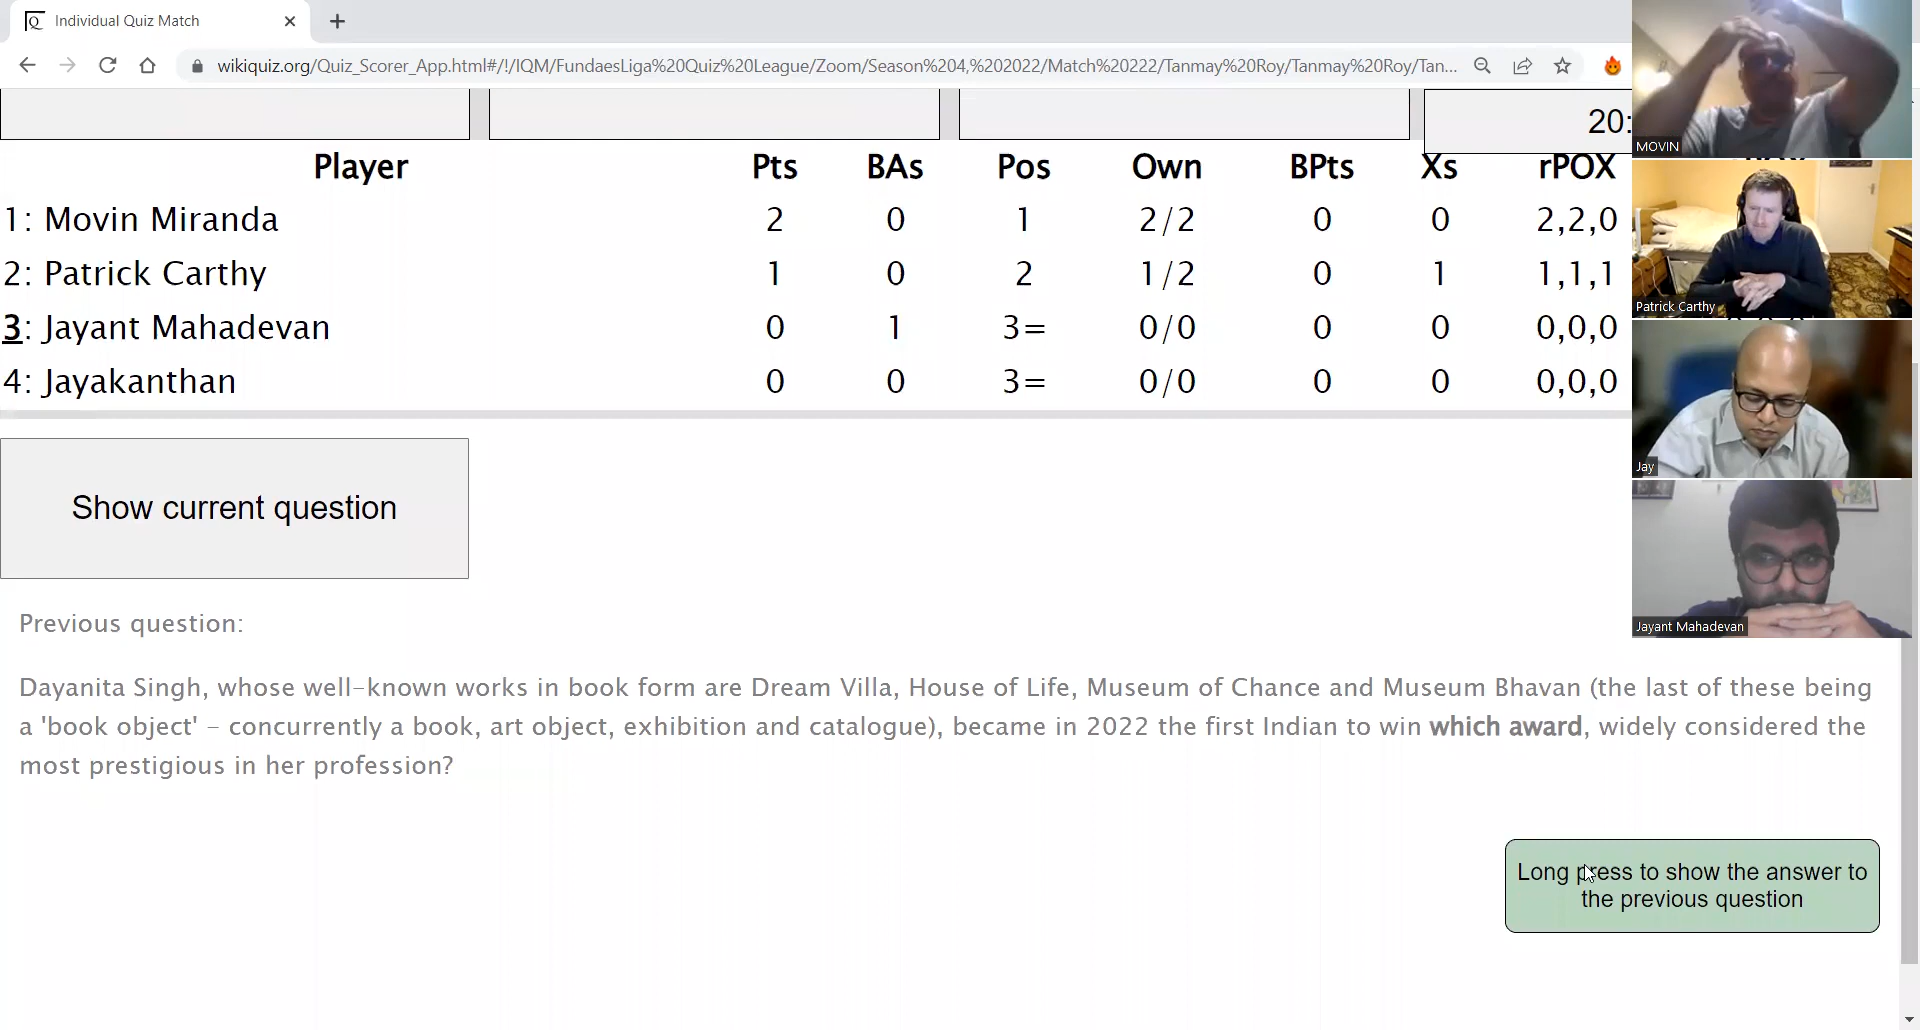 Individual Quiz Match
wikiquiz.org/Quiz_Scorer_App.html#/!/IQM/FundaesLiga%20Quiz%20League/Zoom/Season%204,%202022/Match%20222/Tanmay%20Roy/Tanmay%20Roy/Tan...
20:
Player Pts BAs Pos Own BPts Xs rPOX
1: Movin Miranda 2 0 1 2/2 0 0 2,2,0
2: Patrick Carthy 1 0 2 1/2 0 1 1,1,1
3: Jayant Mahadevan 0 1 3= 0/0 0 0 0,0,0
4: Jayakanthan 0 0 3= 0/0 0 0 0,0,0
MOVIN
Patrick Carthy
Jay
Jayant Mahadevan
Show current question
Previous question:
Dayanita Singh, whose well-known works in book form are Dream Villa, House of Life, Museum of Chance and Museum Bhavan (the last of these being
a 'book object' - concurrently a book, art object, exhibition and catalogue), became in 2022 the first Indian to win which award, widely considered the
most prestigious in her profession?
Long press to show the answer to
the previous question